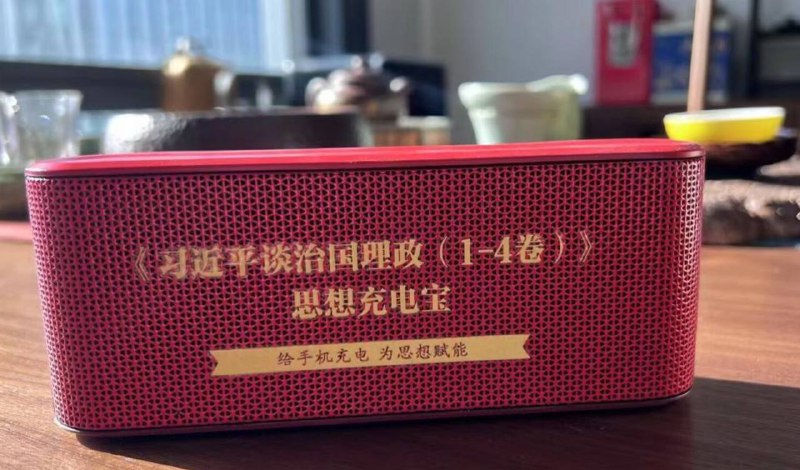 《习近平谈治国理政（1-4卷）》
思想充电宝
给手机充电 为思想赋能